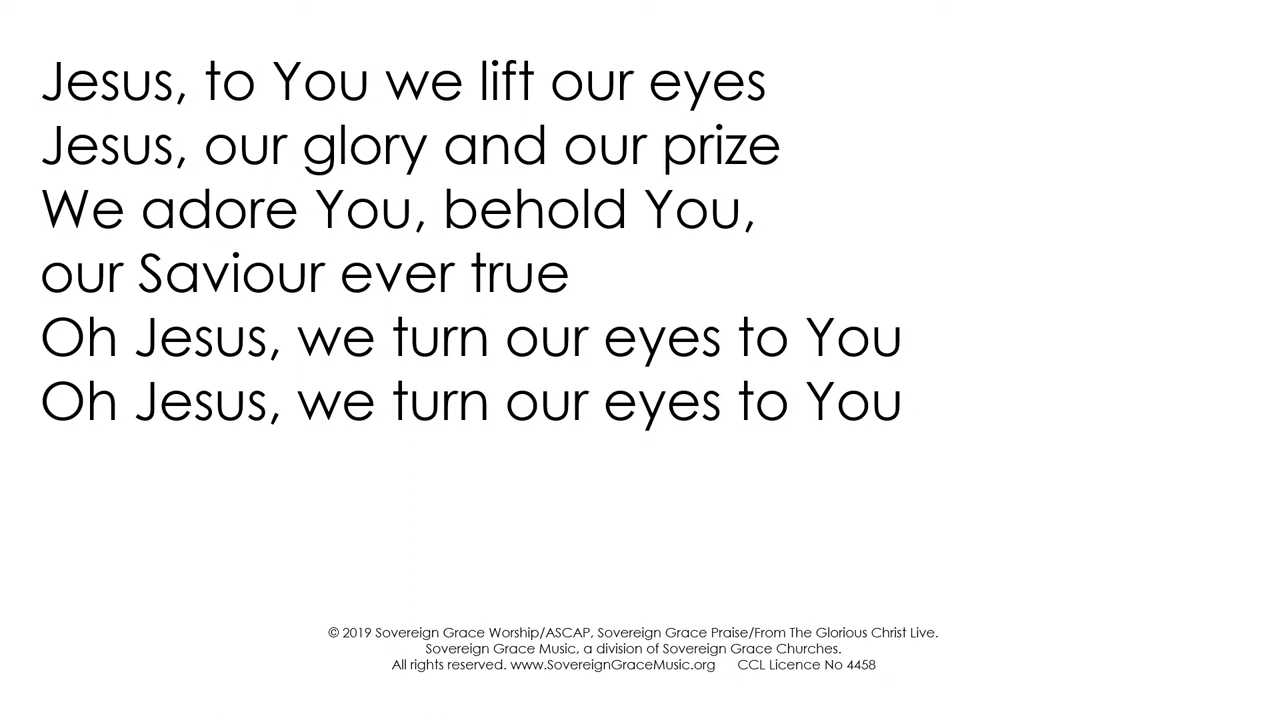 Jesus, to You we lift our eyes
Jesus, our glory and our prize
We adore You, behold You,
our Saviour ever true
Oh Jesus, we turn our eyes to You
Oh Jesus, we turn our eyes to You
© 2019 Sovereign Grace Worship/ASCAP, Sovereign Grace Praise/From The Glorious Christ Live.
Sovereign Grace Music, a division of Sovereign Grace Churches.
All rights reserved. www.SovereignGraceMusic.org CCL Licence No 4458